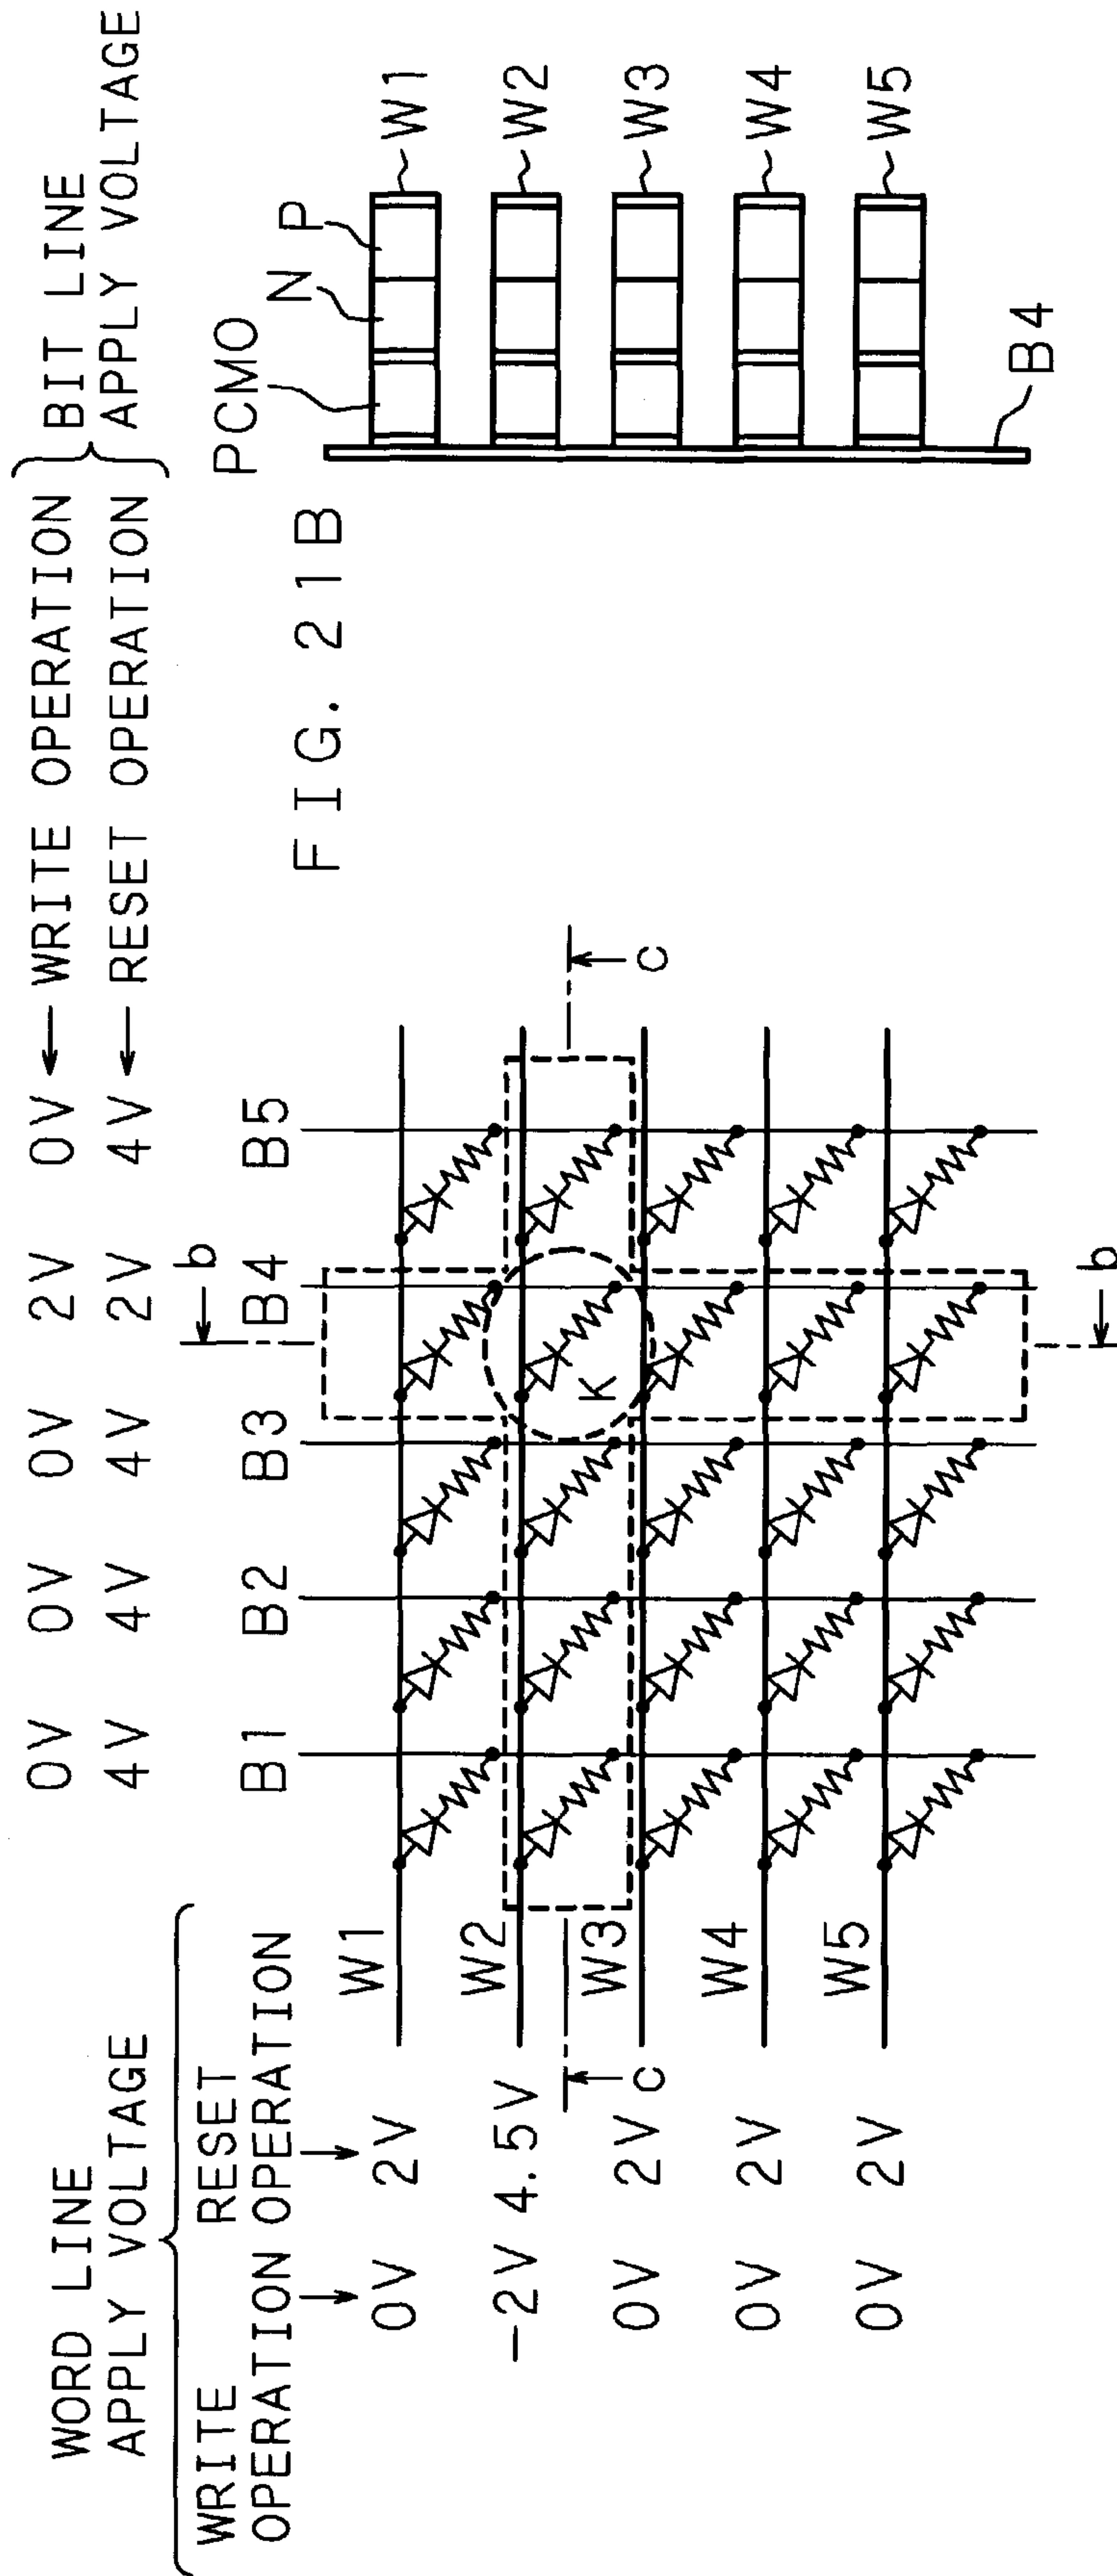 WORD LINE
APPLY VOLTAGE
WRITE RESET
OPERATION OPERATION
0V 2V W1
-2V 4.5V W2
0V 2V W3
0V 2V W4
0V 2V W5
0V 0V 0V 2V 0V ← WRITE OPERATION
4V 4V 4V 2V 4V ← RESET OPERATION
BIT LINE
APPLY VOLTAGE
B1 B2 B3 B4 B5
b
b
c
c
K
FIG. 21B
PCMO
N
P
W1
W2
W3
W4
W5
B4